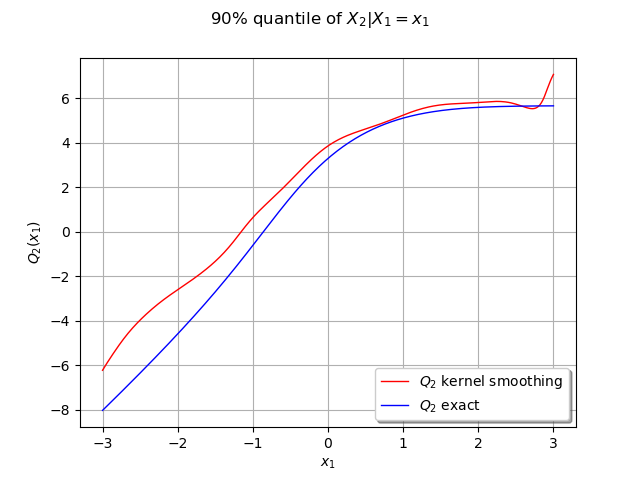 90% quantile of X₂|X₁ = x₁
Q₂(x₁)
6
4
2
0
−2
−4
−6
−8
−3 −2 −1 0 1 2 3
x₁
Q₂ kernel smoothing
Q₂ exact